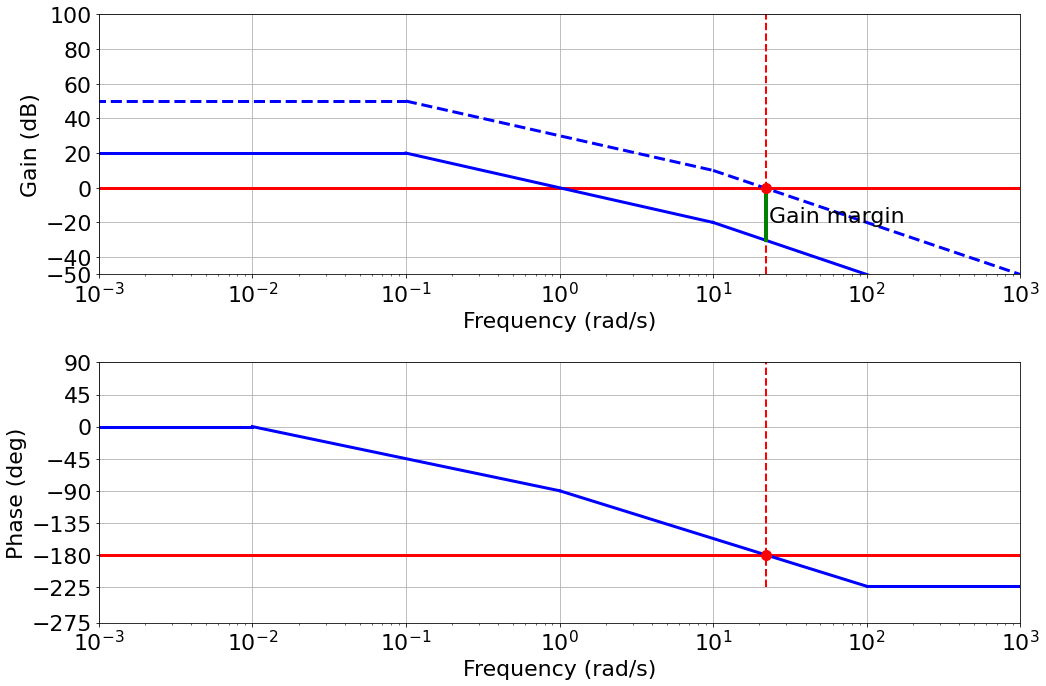 Gain (dB)
100
80
60
40
20
0
−20
−40
−50
Gain margin
10⁻³ 10⁻² 10⁻¹ 10⁰ 10¹ 10² 10³
Frequency (rad/s)
Phase (deg)
90
45
0
−45
−90
−135
−180
−225
−275
10⁻³ 10⁻² 10⁻¹ 10⁰ 10¹ 10² 10³
Frequency (rad/s)